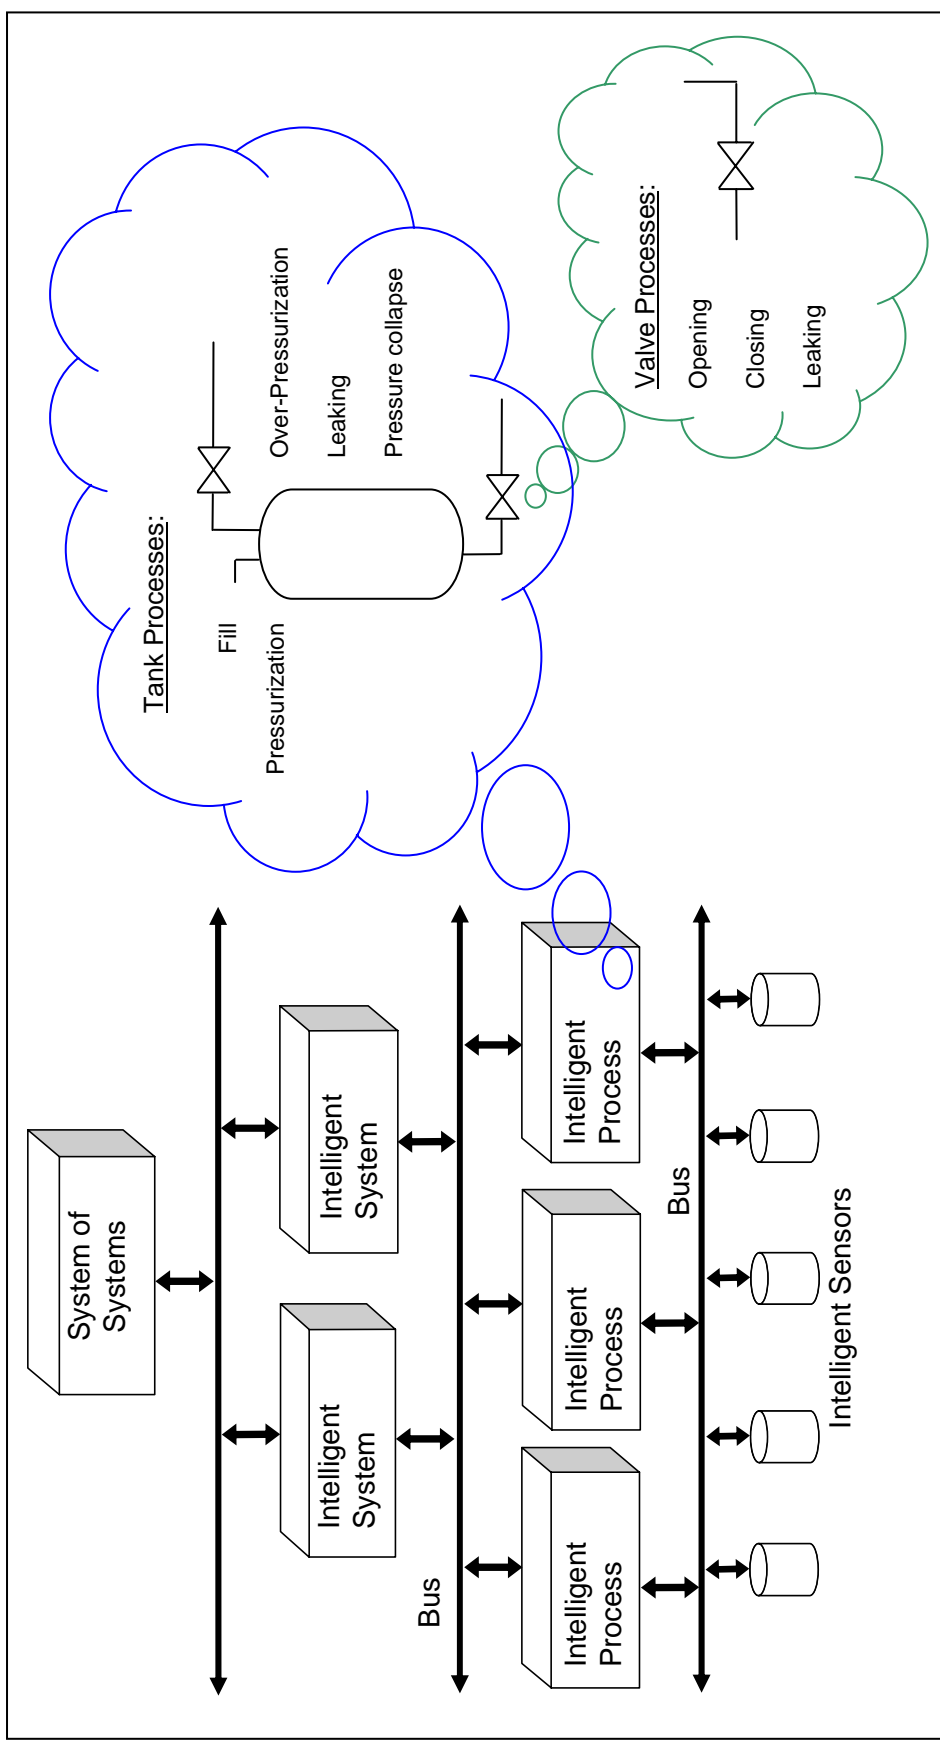 System of
Systems
Intelligent
System
Intelligent
System
Bus
Intelligent
Process
Intelligent
Process
Intelligent
Process
Bus
Intelligent Sensors
Tank Processes:
Fill
Pressurization
Over-Pressurization
Leaking
Pressure collapse
Valve Processes:
Opening
Closing
Leaking